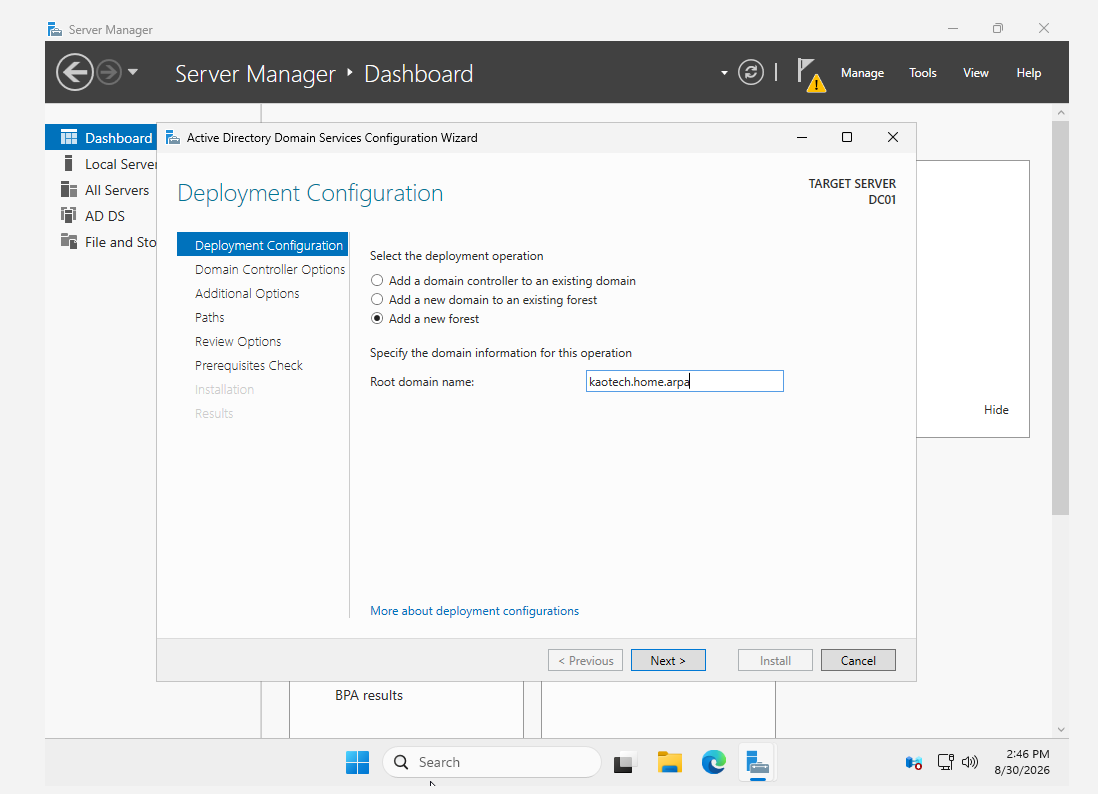 Server Manager
Server Manager Dashboard
Manage Tools View Help
Dashboard
Local Server
All Servers
AD DS
File and Sto
Active Directory Domain Services Configuration Wizard
Deployment Configuration
TARGET SERVER
DC01
Deployment Configuration
Domain Controller Options
Additional Options
Paths
Review Options
Prerequisites Check
Installation
Results
Select the deployment operation
Add a domain controller to an existing domain
Add a new domain to an existing forest
Add a new forest
Specify the domain information for this operation
Root domain name: kaotech.home.arpa
More about deployment configurations
Hide
< Previous Next > Install Cancel
BPA results
Search
2:46 PM
8/30/2026